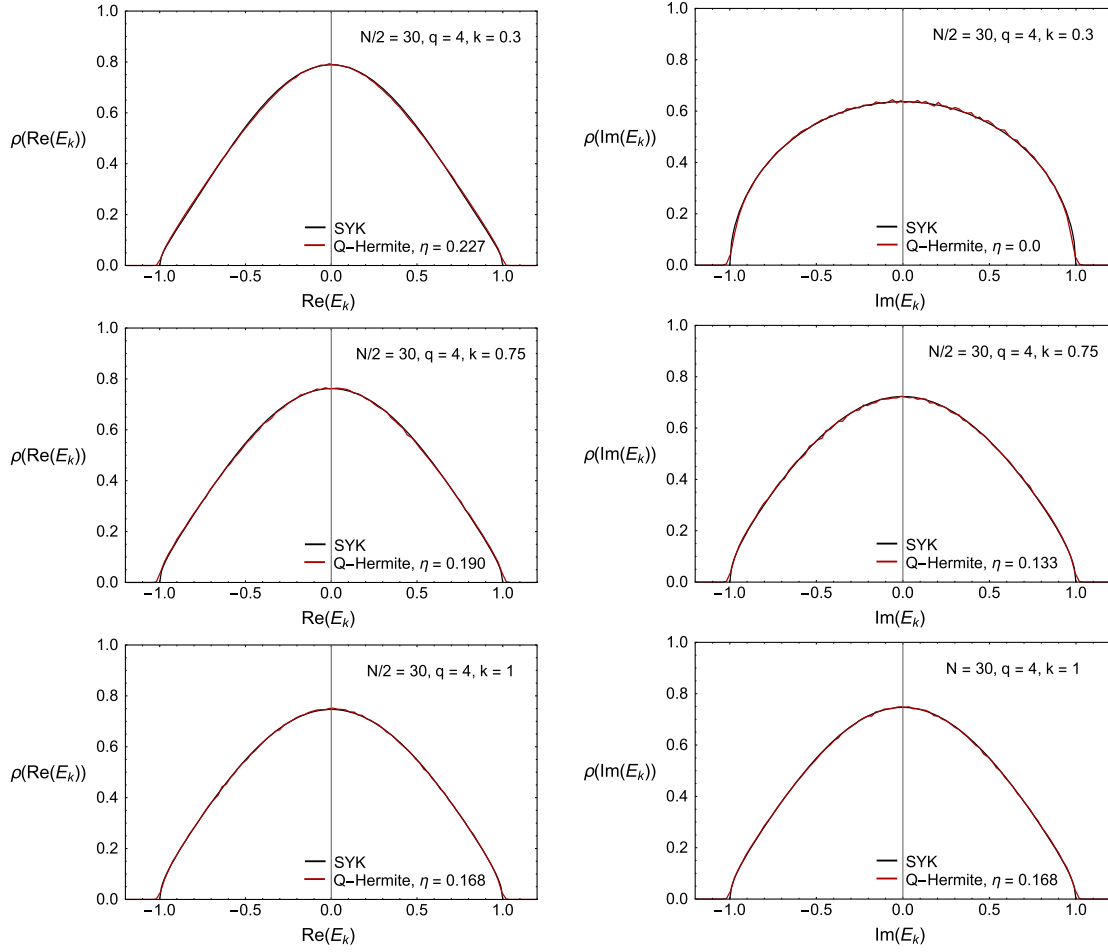 N/2 = 30, q = 4, k = 0.3
ρ(Re(E_k))
1.0
0.8
0.6
0.4
0.2
0.0
SYK
Q−Hermite, η = 0.227
−1.0 −0.5 0.0 0.5 1.0
Re(E_k)
N/2 = 30, q = 4, k = 0.3
ρ(Im(E_k))
1.0
0.8
0.6
0.4
0.2
0.0
SYK
Q−Hermite, η = 0.0
−1.0 −0.5 0.0 0.5 1.0
Im(E_k)
N/2 = 30, q = 4, k = 0.75
ρ(Re(E_k))
1.0
0.8
0.6
0.4
0.2
0.0
SYK
Q−Hermite, η = 0.190
−1.0 −0.5 0.0 0.5 1.0
Re(E_k)
N/2 = 30, q = 4, k = 0.75
ρ(Im(E_k))
1.0
0.8
0.6
0.4
0.2
0.0
SYK
Q−Hermite, η = 0.133
−1.0 −0.5 0.0 0.5 1.0
Im(E_k)
N/2 = 30, q = 4, k = 1
ρ(Re(E_k))
1.0
0.8
0.6
0.4
0.2
0.0
SYK
Q−Hermite, η = 0.168
−1.0 −0.5 0.0 0.5 1.0
Re(E_k)
N = 30, q = 4, k = 1
ρ(Im(E_k))
1.0
0.8
0.6
0.4
0.2
0.0
SYK
Q−Hermite, η = 0.168
−1.0 −0.5 0.0 0.5 1.0
Im(E_k)